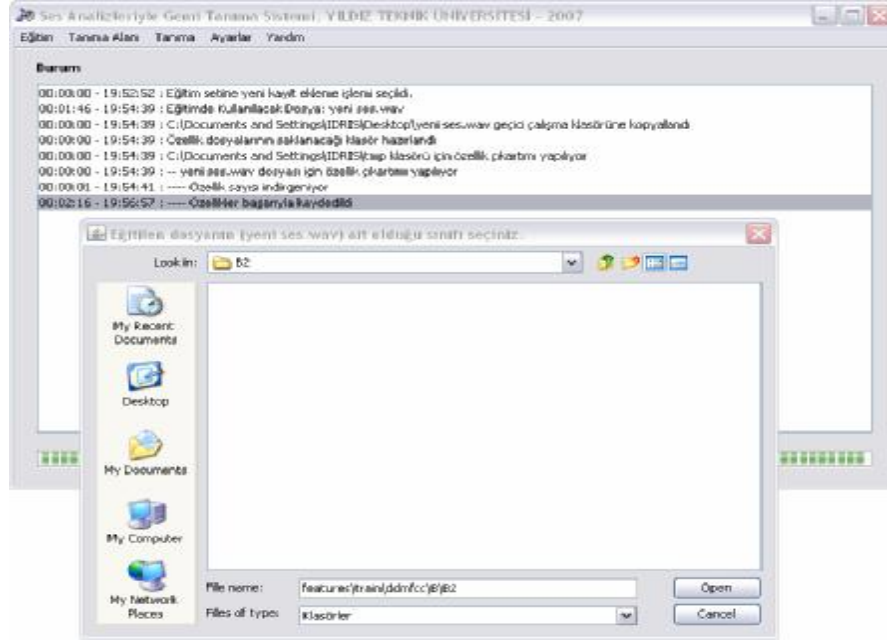 Ses Analizleriyle Gemi Tanıma Sistemi, YILDIZ TEKNİK ÜNİVERSİTESİ - 2007
Eğitim Tanıma Alanı Tanıma Ayarlar Yardım
Durum
00:00:00 - 19:52:52 : Eğitim setine yeni kayıt ekleme işlemi seçildi.
00:01:46 - 19:54:39 : Eğitimde Kullanılacak Dosya: yeni ses.wav
00:00:00 - 19:54:39 : C:\Documents and Settings\IDRIS\Desktop\yeni ses.wav geçici çalışma klasörüne kopyalandı
00:00:00 - 19:54:39 : Özellik dosyalarının saklanacağı klasör hazırlandı
00:00:00 - 19:54:39 : C:\Documents and Settings\IDRIS\tmp klasörü için özellik çıkartımı yapılıyor
00:00:00 - 19:54:39 : -- yeni ses.wav dosyası için özellik çıkartımı yapılıyor
00:00:01 - 19:54:41 : ---- Özellik sayısı indirgeniyor
00:02:16 - 19:56:57 : ---- Özellikler başarıyla kaydedildi
Eğitilen dosyanın (yeni ses.wav) ait olduğu sınıfı seçiniz.
Look in: B2
My Recent Documents
Desktop
My Documents
My Computer
My Network Places
File name: features\train\ddmfcc\B\B2
Files of type: Klasörler
Open
Cancel